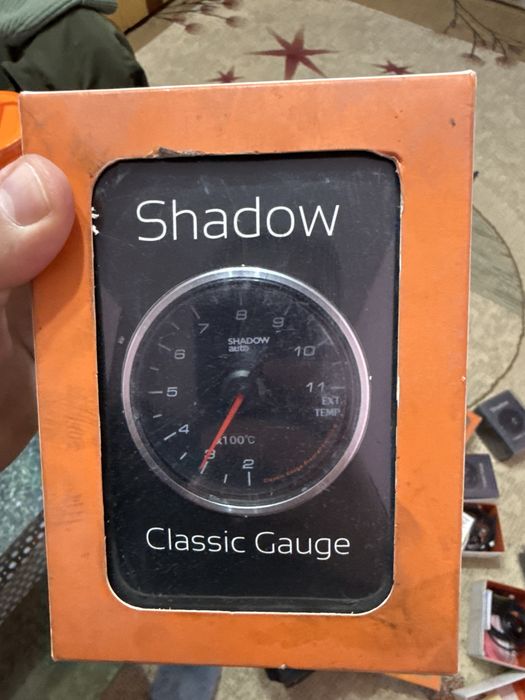 Shadow
8
7
9
SHADOW
auto
6
10
5
11
EXT.
TEMP.
4
x100°C
3
2
Classic Gauge